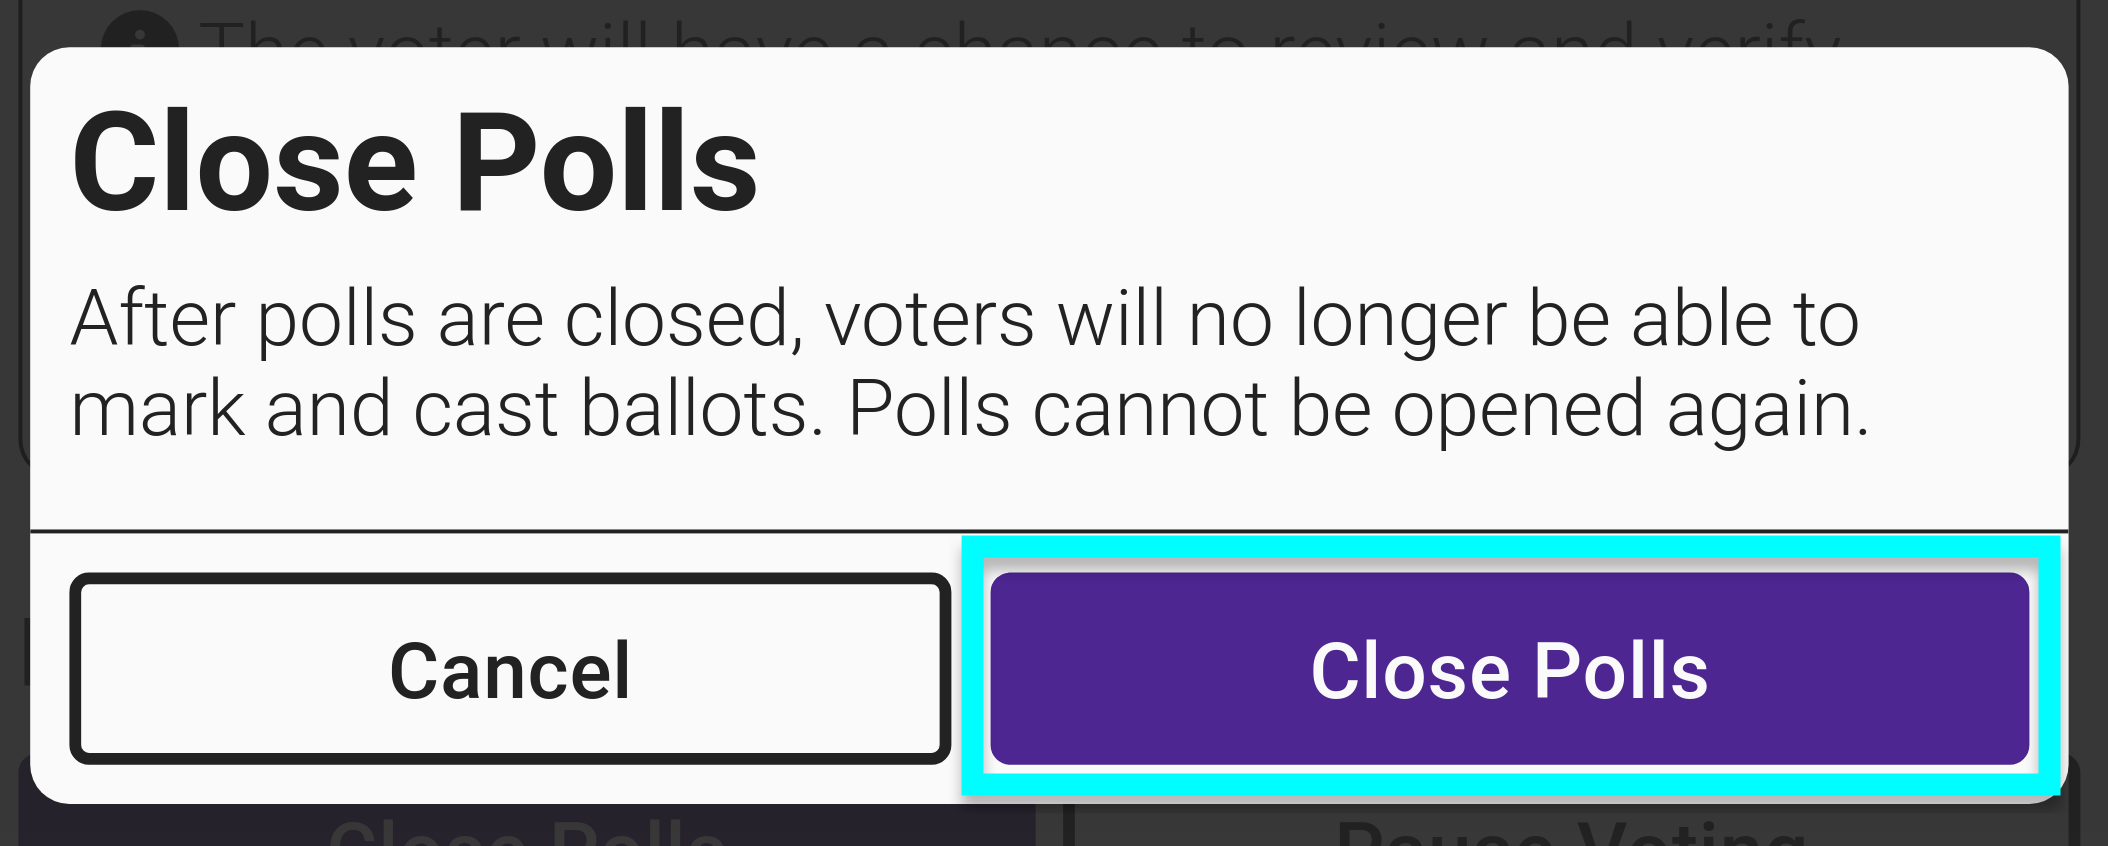 The voter will have a chance to review and verify
Close Polls
After polls are closed, voters will no longer be able to
mark and cast ballots. Polls cannot be opened again.
Cancel
Close Polls
Close Polls
Pause Voting